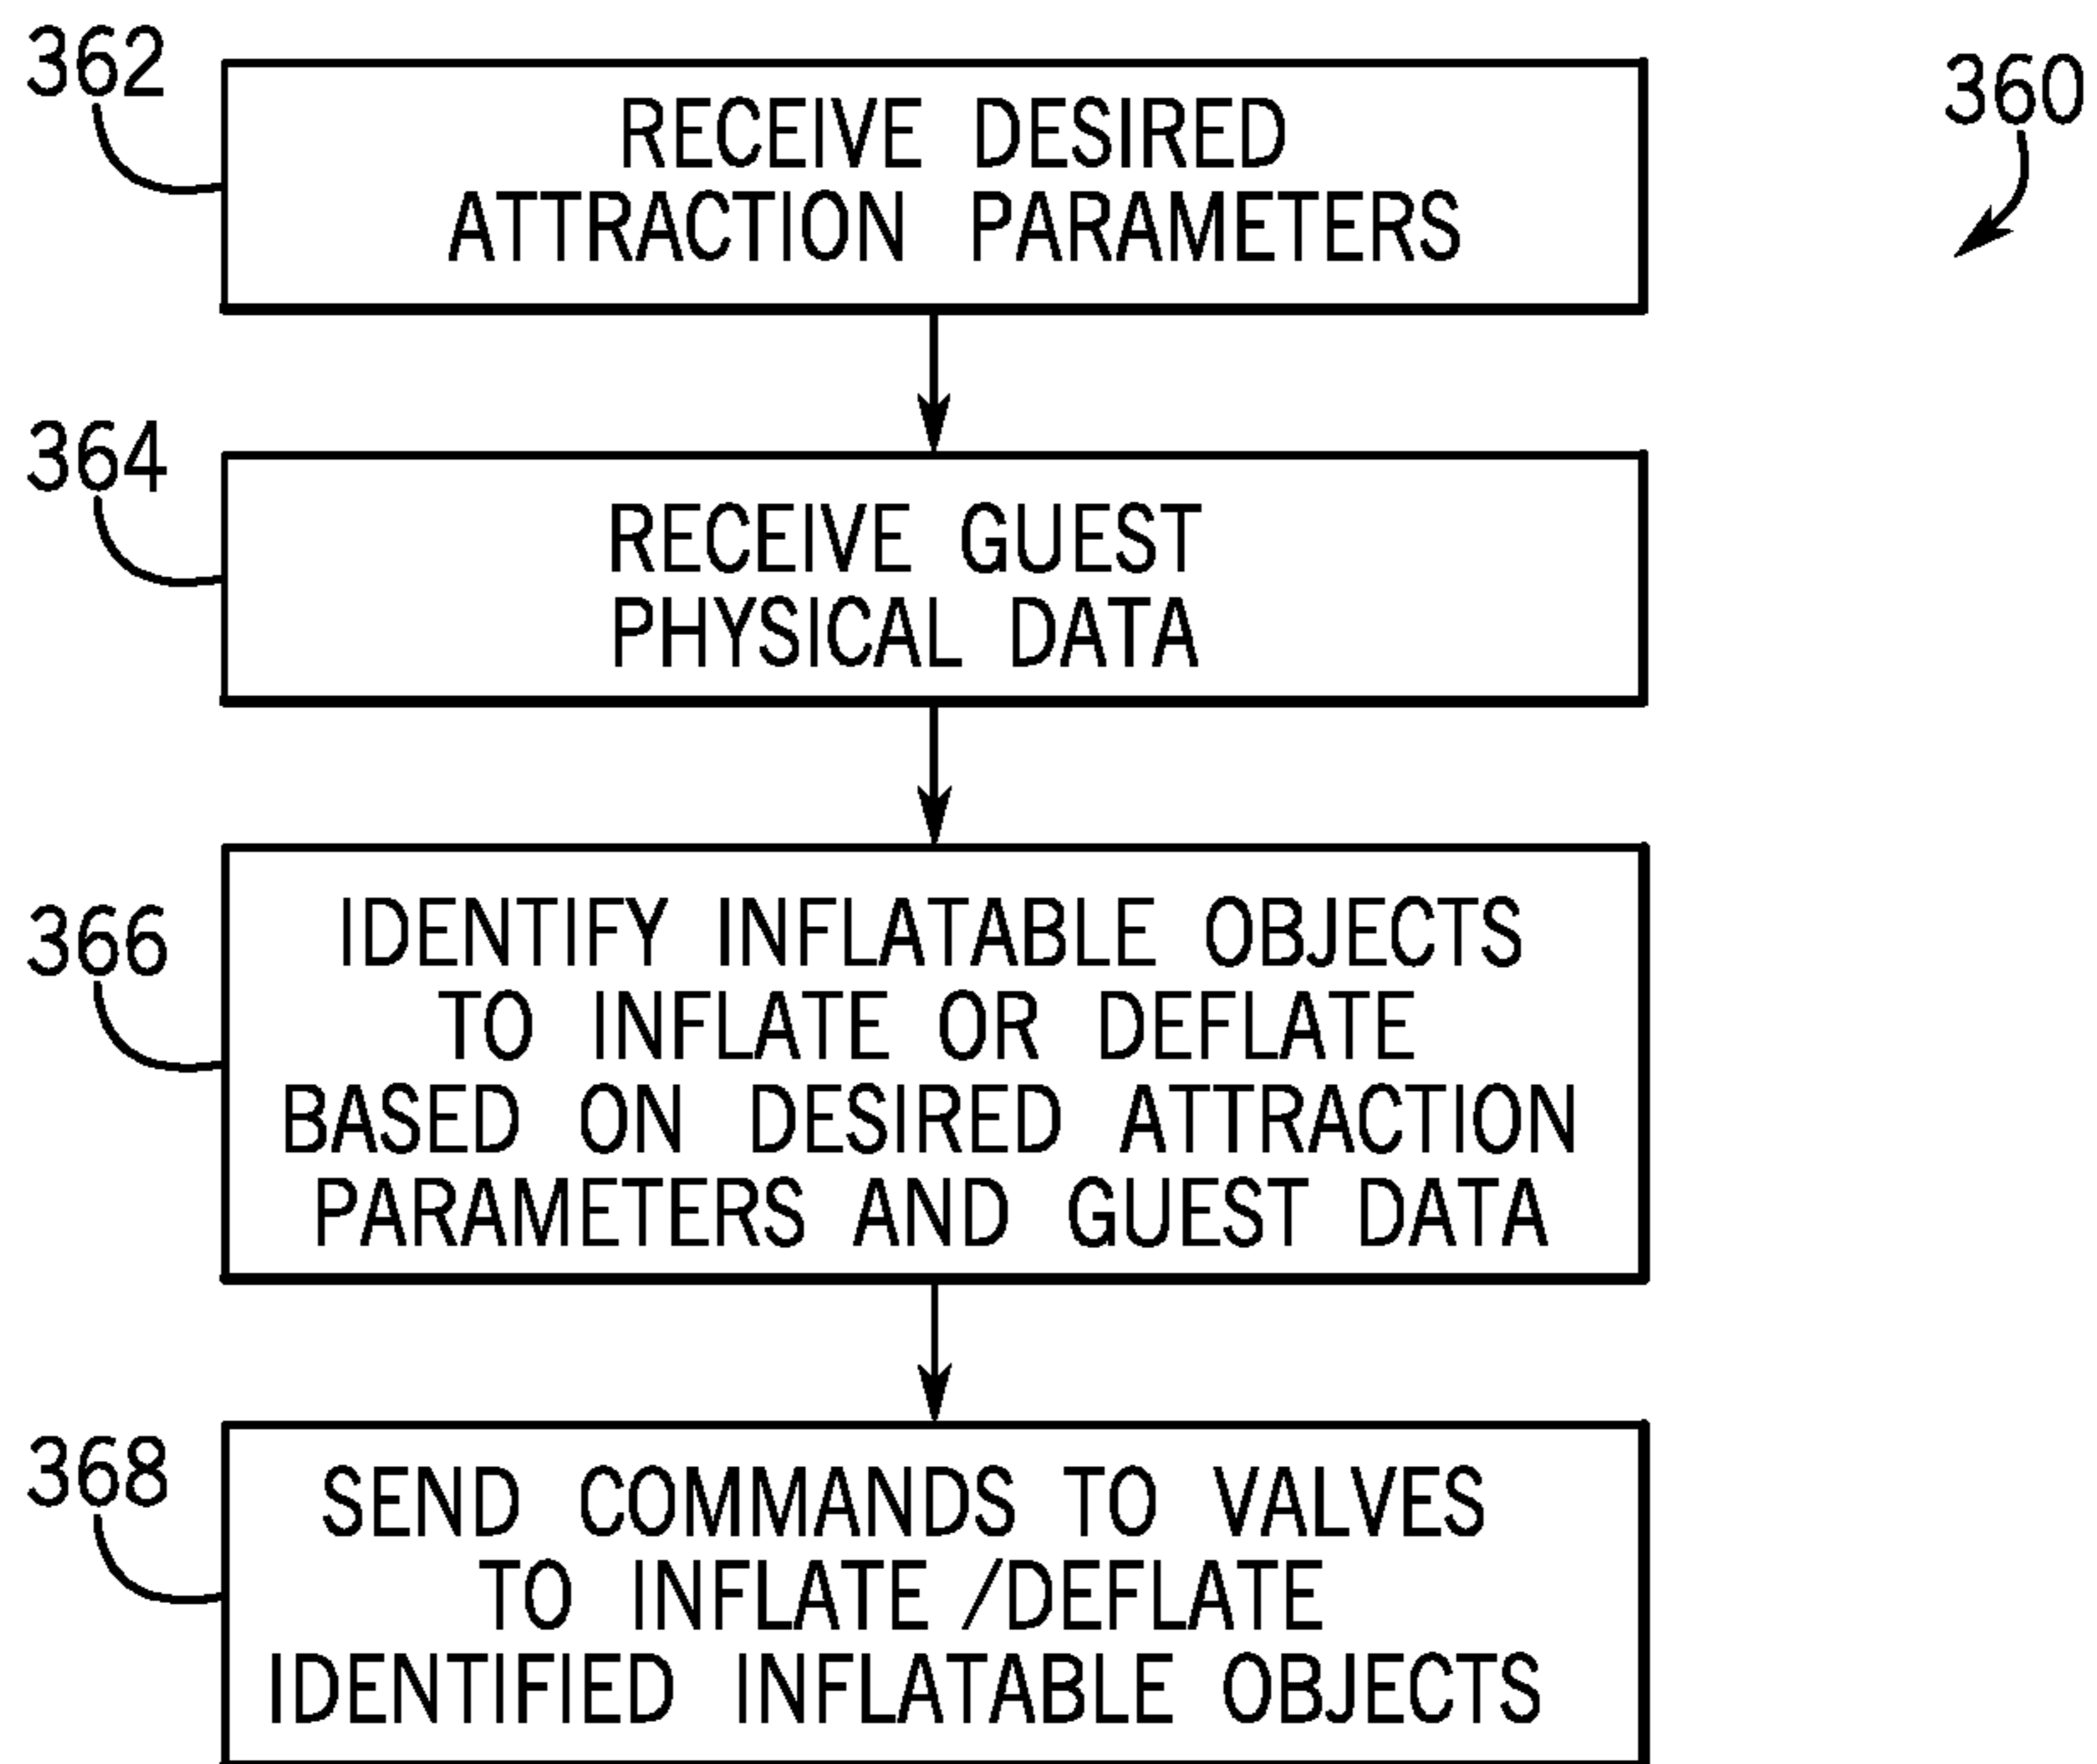 362
RECEIVE DESIRED
ATTRACTION PARAMETERS
360
364
RECEIVE GUEST
PHYSICAL DATA
366
IDENTIFY INFLATABLE OBJECTS
TO INFLATE OR DEFLATE
BASED ON DESIRED ATTRACTION
PARAMETERS AND GUEST DATA
368
SEND COMMANDS TO VALVES
TO INFLATE /DEFLATE
IDENTIFIED INFLATABLE OBJECTS